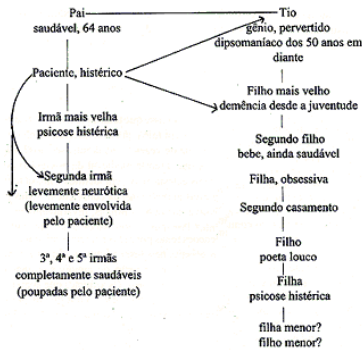 Pai
saudável, 64 anos
Paciente, histérico
Irmã mais velha
psicose histérica
Segunda irmã
levemente neurótica
(levemente envolvida
pelo paciente)
3ª, 4ª e 5ª irmãs
completamente saudáveis
(poupadas pelo paciente)
Tio
gênio, pervertido
dipsomaníaco dos 50 anos em
diante
Filho mais velho
demência desde a juventude
Segundo filho
bebe, ainda saudável
Filha, obsessiva
Segundo casamento
Filho
poeta louco
Filha
psicose histérica
filha menor?
filho menor?